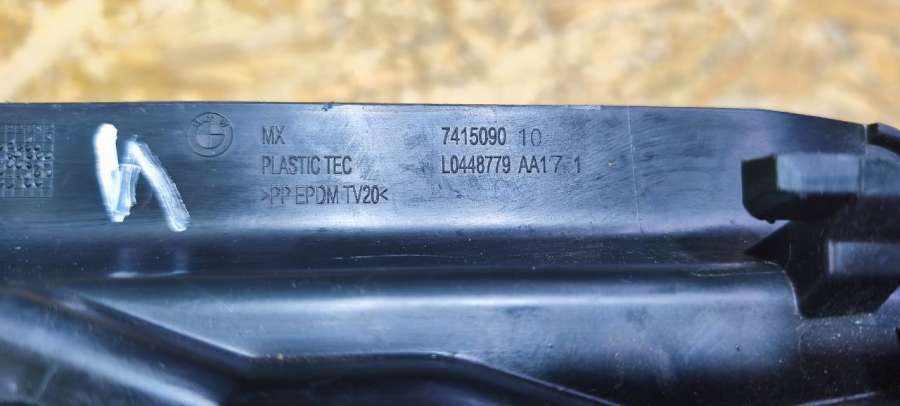 MX 7415090 10
PLASTIC TEC L0448779 AA17 1
>PP EPDM TV20<